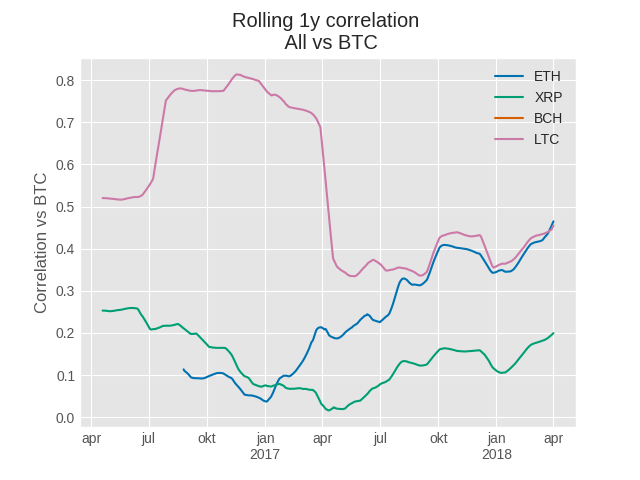 Rolling 1y correlation
All vs BTC
Correlation vs BTC
0.8
0.7
0.6
0.5
0.4
0.3
0.2
0.1
0.0
ETH
XRP
BCH
LTC
apr jul okt jan apr jul okt jan apr
2017 2018